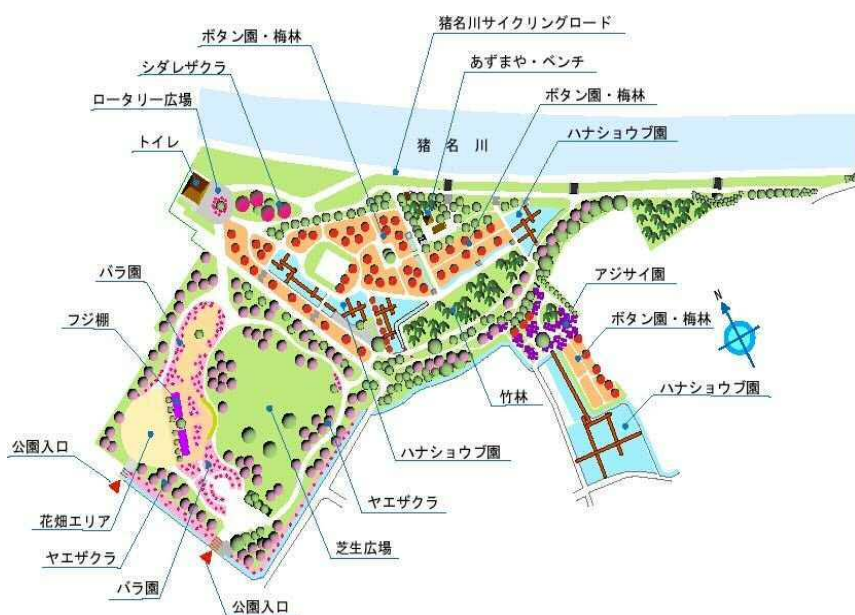 ボタン園・梅林
猪名川サイクリングロード
シダレザクラ
あずまや・ベンチ
ロータリー広場
ボタン園・梅林
ハナショウブ園
トイレ
猪名川
バラ園
アジサイ園
フジ棚
N
ボタン園・梅林
ハナショウブ園
竹林
公園入口
ハナショウブ園
花畑エリア
ヤエザクラ
ヤエザクラ
芝生広場
バラ園
公園入口